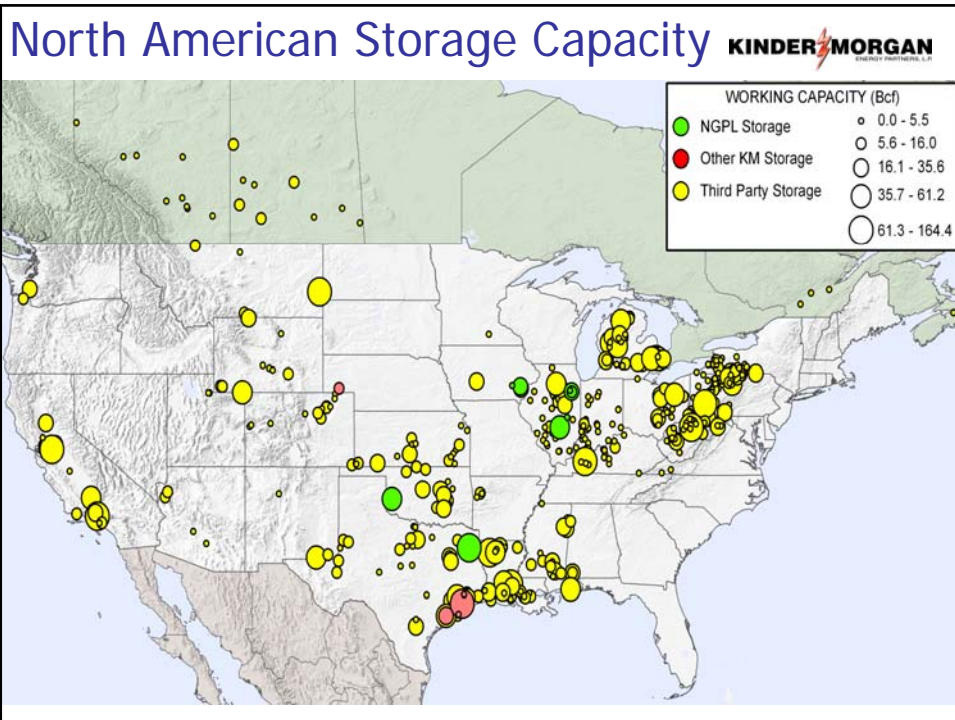 North American Storage Capacity
KINDER MORGAN
ENERGY PARTNERS, L.P.
WORKING CAPACITY (Bcf)
NGPL Storage
Other KM Storage
Third Party Storage
0.0 - 5.5
5.6 - 16.0
16.1 - 35.6
35.7 - 61.2
61.3 - 164.4